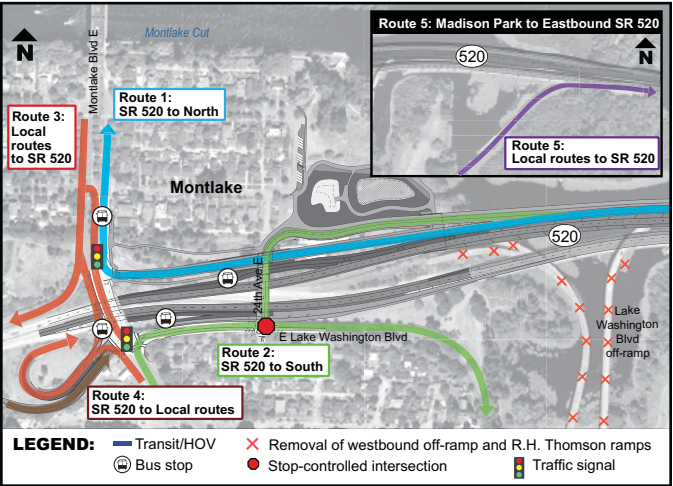 Route 5: Madison Park to Eastbound SR 520
N
520
Route 5:
Local routes to SR 520
N
Montlake Blvd E
Montlake Cut
Route 1:
SR 520 to North
Route 3:
Local
routes
to SR 520
Montlake
520
24th Ave E
E Lake Washington Blvd
Lake
Washington
Blvd
off-ramp
Route 2:
SR 520 to South
Route 4:
SR 520 to Local routes
LEGEND:
Transit/HOV
Removal of westbound off-ramp and R.H. Thomson ramps
Bus stop
Stop-controlled intersection
Traffic signal